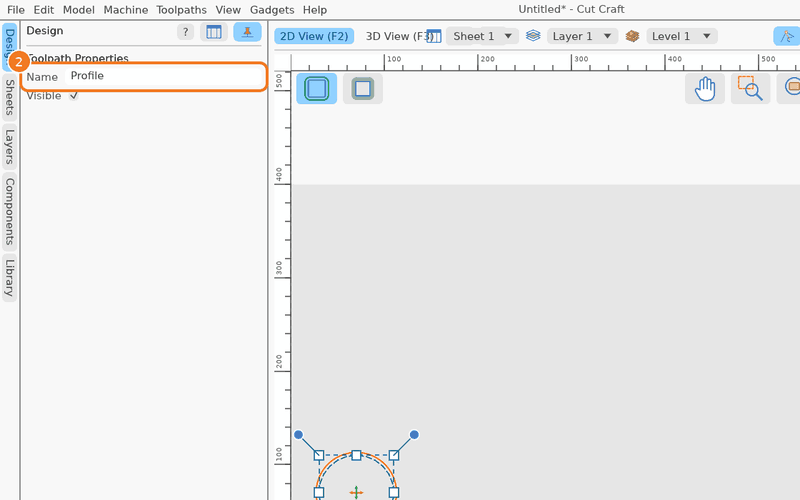 File Edit Model Machine Toolpaths View Gadgets Help Untitled* - Cut Craft
Design ?
2D View (F2) 3D View (F3) Sheet 1 Layer 1 Level 1
Toolpath Properties
2
Name Profile
Visible
Design
Sheets
Layers
Components
Library
100 200 300 400 500
500
400
300
200
100